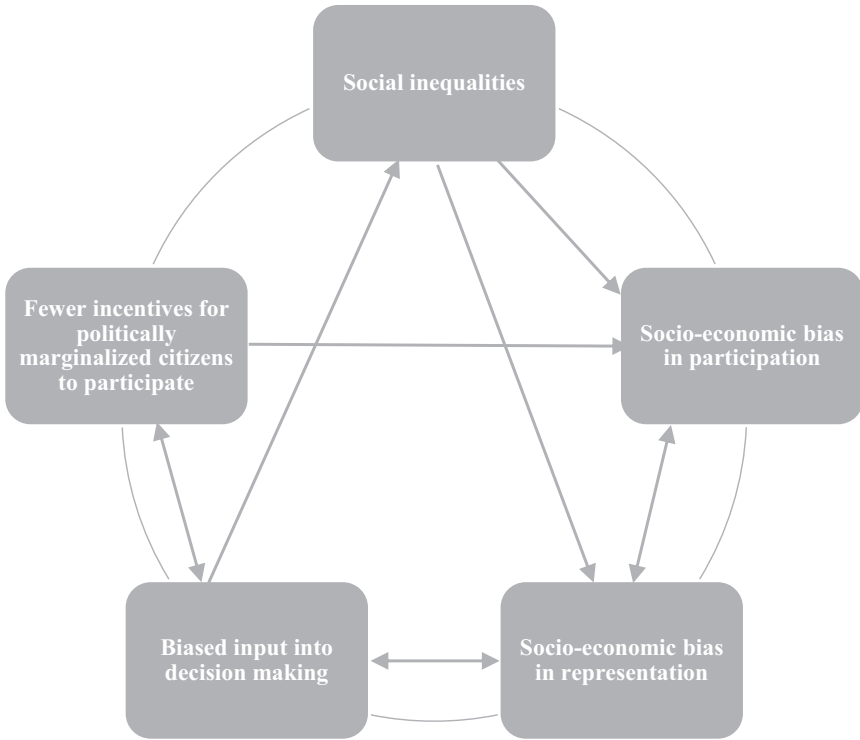 Social inequalities
Fewer incentives for
politically
marginalized citizens
to participate
Socio-economic bias
in participation
Biased input into
decision making
Socio-economic bias
in representation